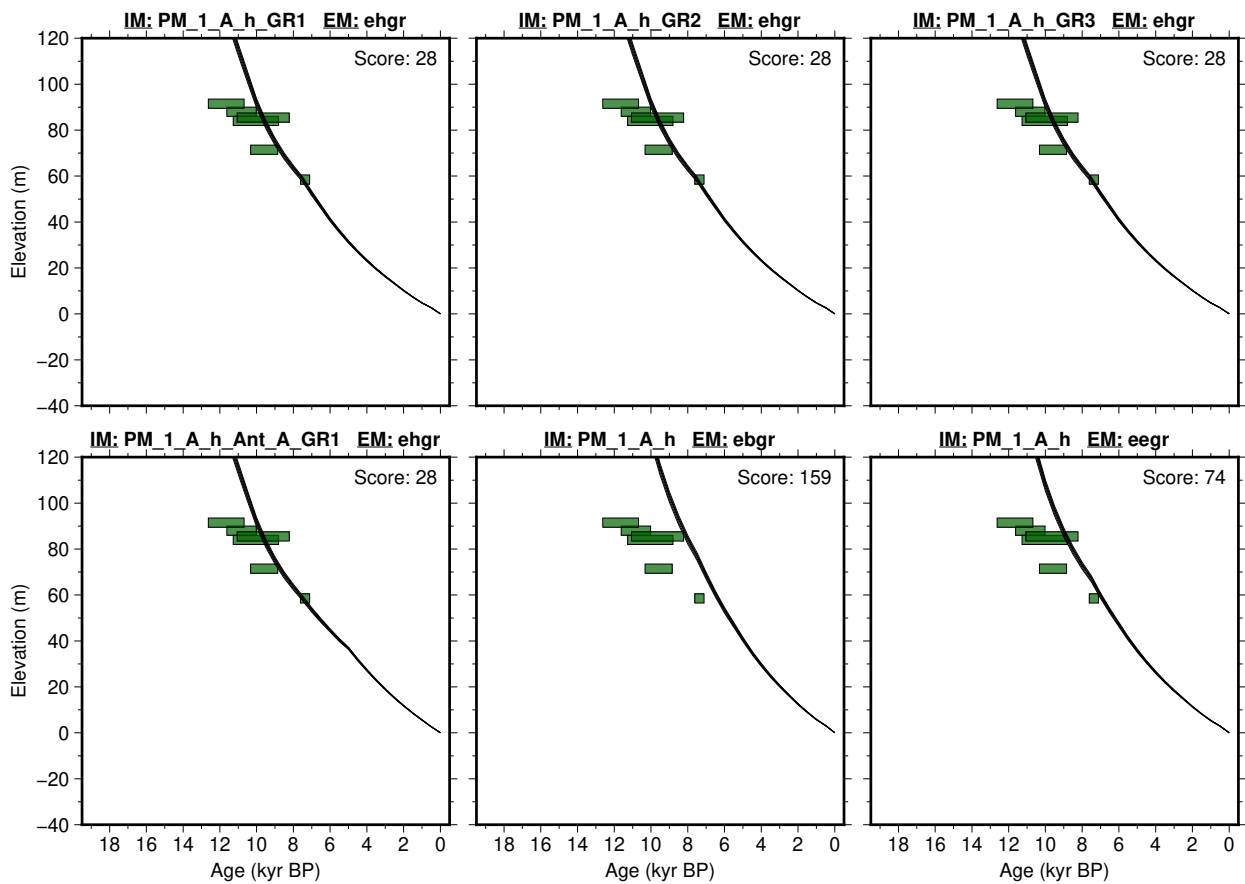 IM: PM_1_A_h_GR1 EM: ehgr
IM: PM_1_A_h_GR2 EM: ehgr
IM: PM_1_A_h_GR3 EM: ehgr
120
100
80
60
40
20
0
−20
−40
Elevation (m)
Score: 28
Score: 28
Score: 28
IM: PM_1_A_h_Ant_A_GR1 EM: ehgr
IM: PM_1_A_h EM: ebgr
IM: PM_1_A_h EM: eegr
120
100
80
60
40
20
0
−20
−40
Elevation (m)
Score: 28
Score: 159
Score: 74
18 16 14 12 10 8 6 4 2 0
18 16 14 12 10 8 6 4 2 0
18 16 14 12 10 8 6 4 2 0
Age (kyr BP)
Age (kyr BP)
Age (kyr BP)